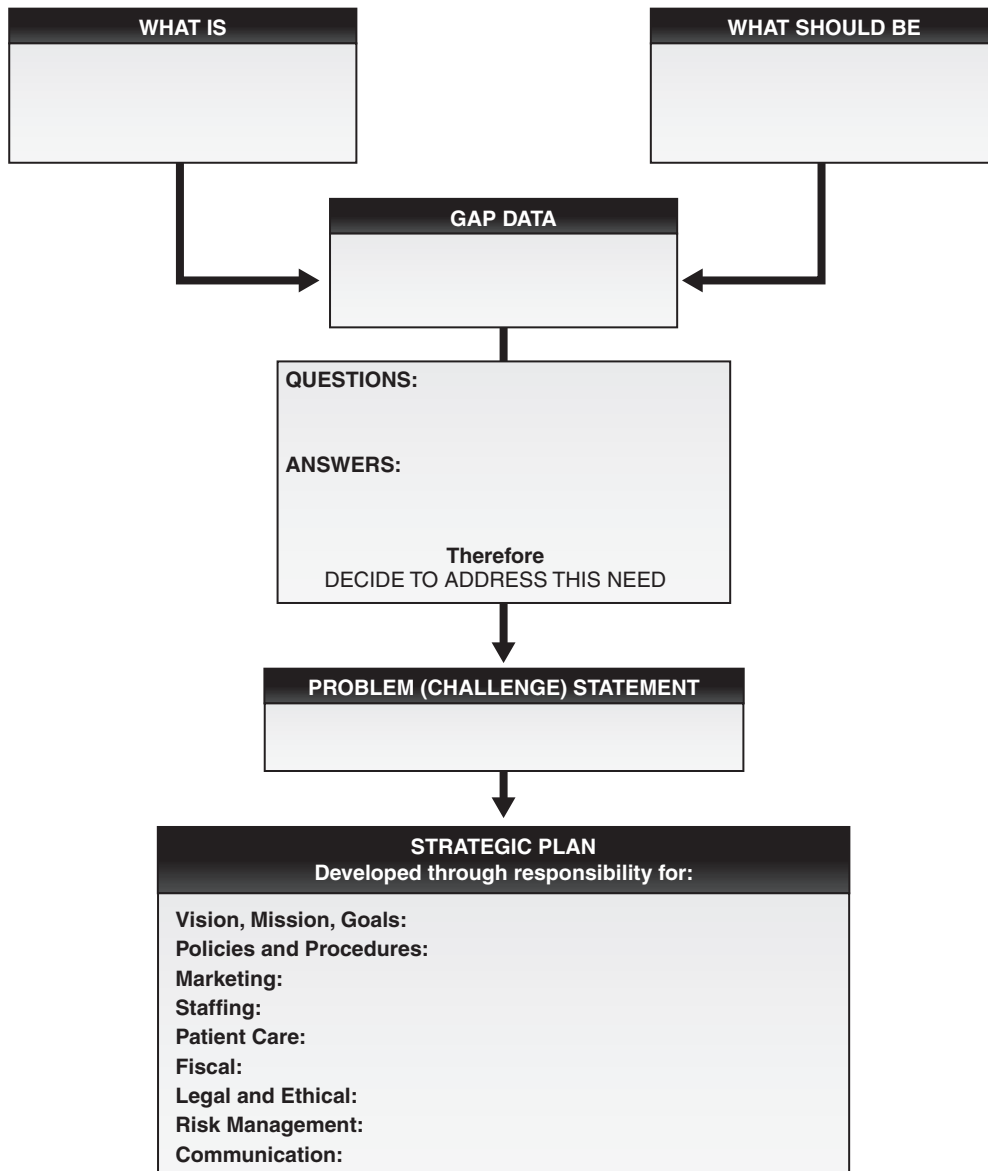 WHAT IS
WHAT SHOULD BE
GAP DATA
QUESTIONS:
ANSWERS:
Therefore
DECIDE TO ADDRESS THIS NEED
PROBLEM (CHALLENGE) STATEMENT
STRATEGIC PLAN
Developed through responsibility for:
Vision, Mission, Goals:
Policies and Procedures:
Marketing:
Staffing:
Patient Care:
Fiscal:
Legal and Ethical:
Risk Management:
Communication: